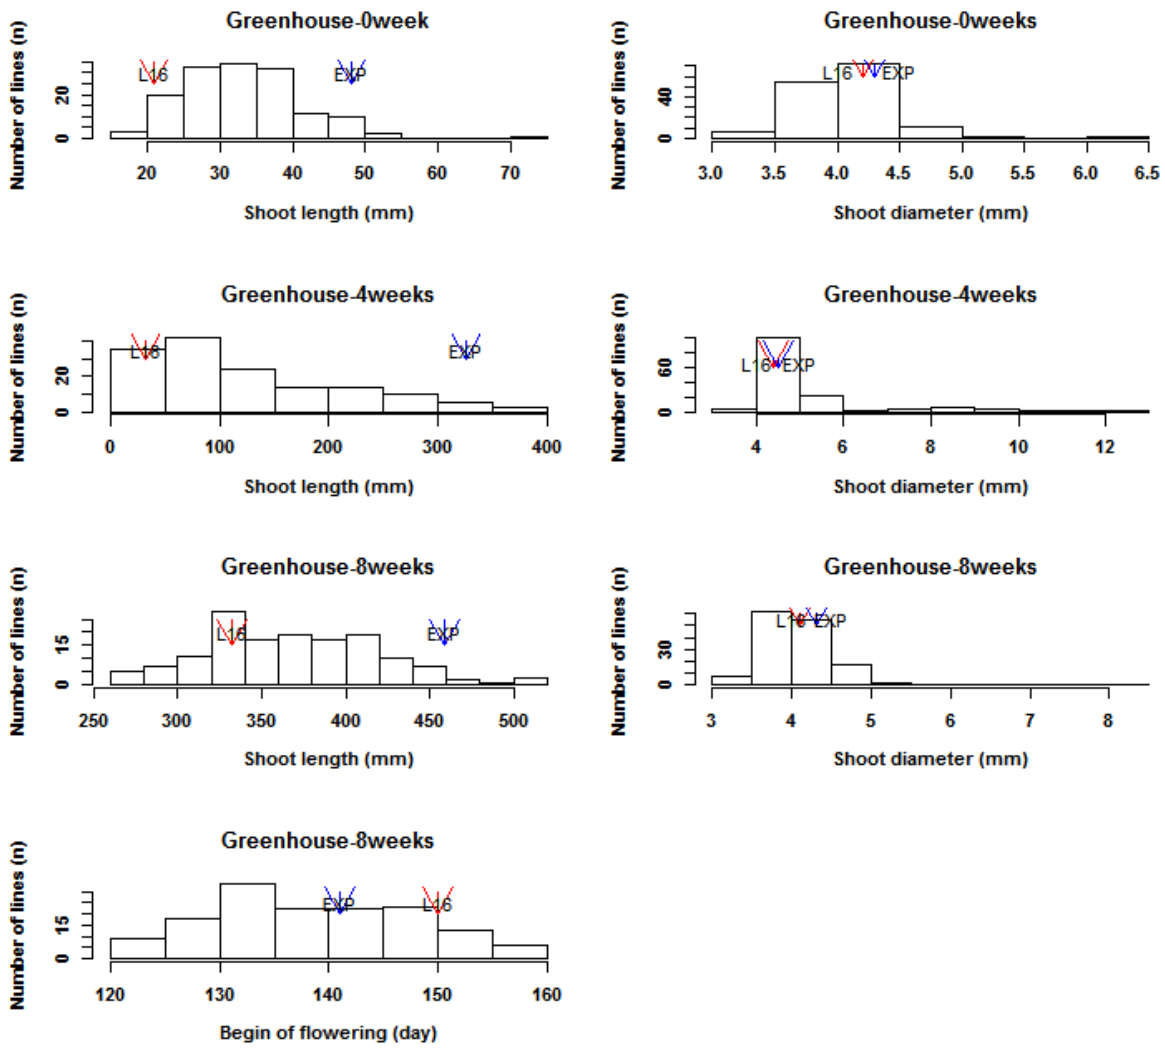 Greenhouse-0week
Number of lines (n)
0 20
L16 EXP
20 30 40 50 60 70
Shoot length (mm)
Greenhouse-0weeks
Number of lines (n)
0 40
L16 EXP
3.0 3.5 4.0 4.5 5.0 5.5 6.0 6.5
Shoot diameter (mm)
Greenhouse-4weeks
Number of lines (n)
0 20
L16 EXP
0 100 200 300 400
Shoot length (mm)
Greenhouse-4weeks
Number of lines (n)
0 60
L16 EXP
4 6 8 10 12
Shoot diameter (mm)
Greenhouse-8weeks
Number of lines (n)
0 15
L16 EXP
250 300 350 400 450 500
Shoot length (mm)
Greenhouse-8weeks
Number of lines (n)
0 30
L16 EXP
3 4 5 6 7 8
Shoot diameter (mm)
Greenhouse-8weeks
Number of lines (n)
0 15
EXP L16
120 130 140 150 160
Begin of flowering (day)